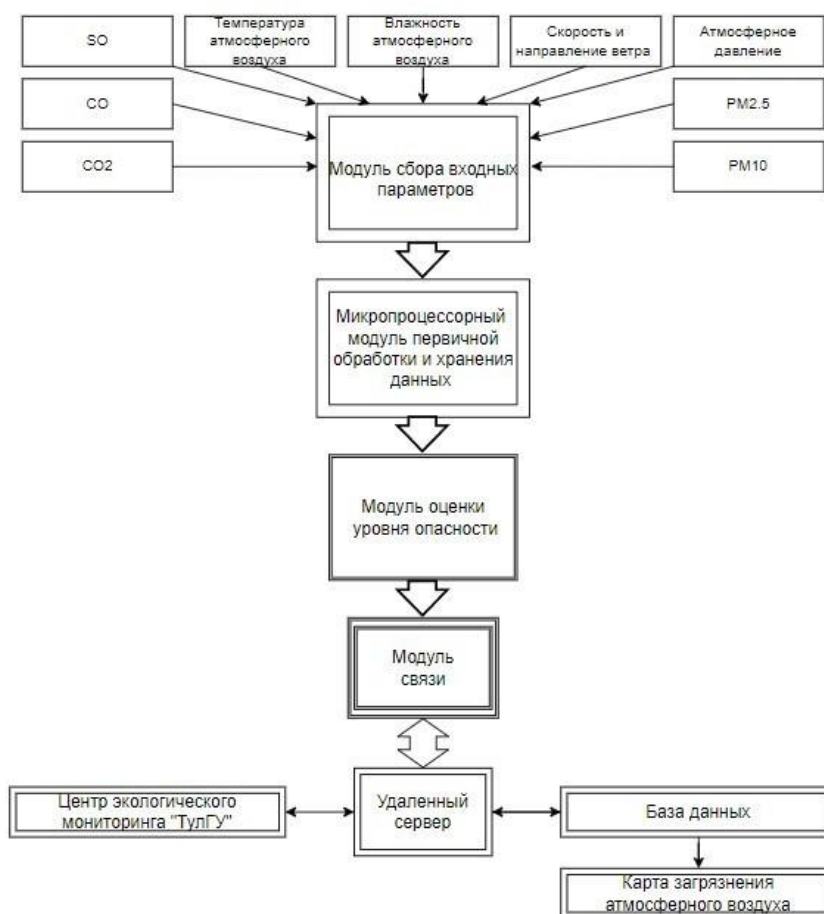 SO
Температура
атмосферного
воздуха
Влажность
атмосферного
воздуха
Скорость и
направление ветра
Атмосферное
давление
CO
PM2.5
CO2
PM10
Модуль сбора входных
параметров
Микропроцессорный
модуль первичной
обработки и хранения
данных
Модуль оценки
уровня опасности
Модуль
связи
Центр экологического
мониторинга "ТулГУ"
Удаленный
сервер
База данных
Карта загрязнения
атмосферного воздуха